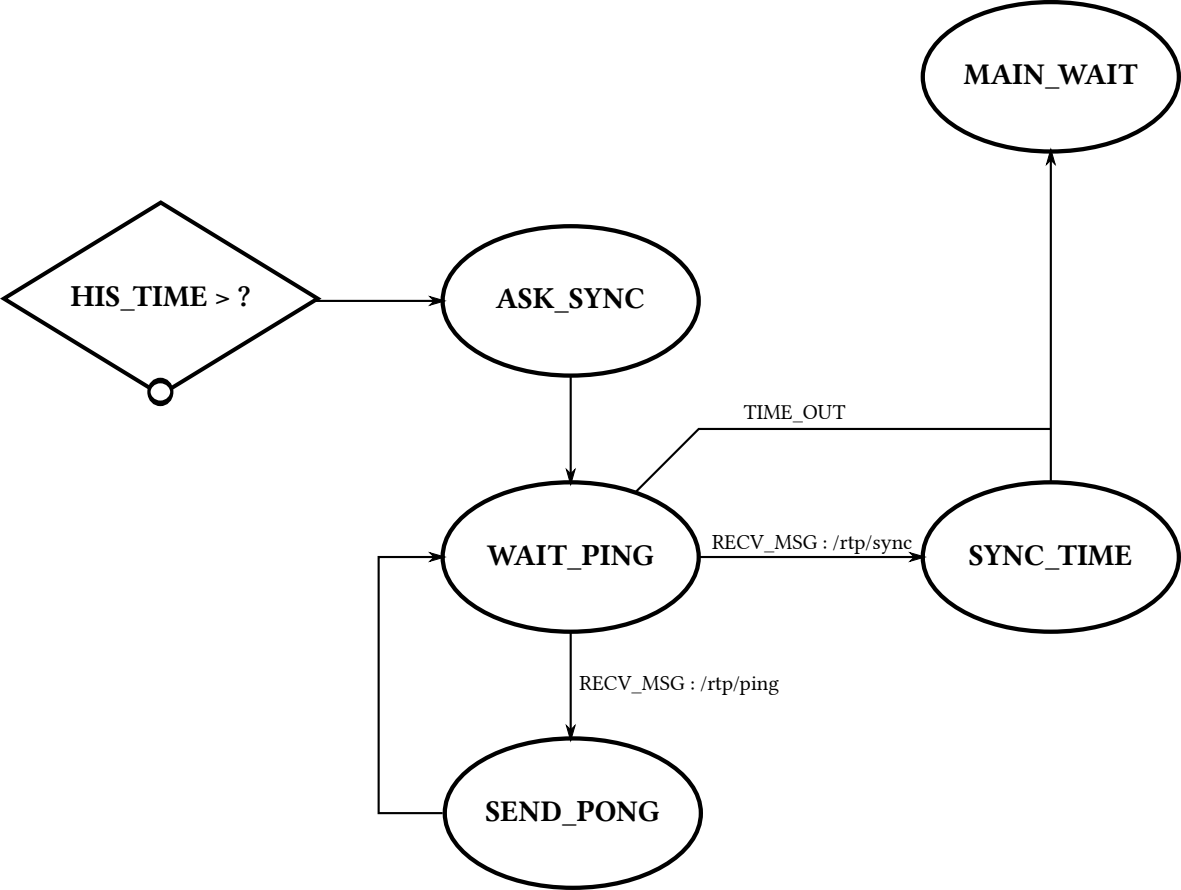 MAIN_WAIT
HIS_TIME > ?
ASK_SYNC
TIME_OUT
WAIT_PING
RECV_MSG : /rtp/sync
SYNC_TIME
RECV_MSG : /rtp/ping
SEND_PONG